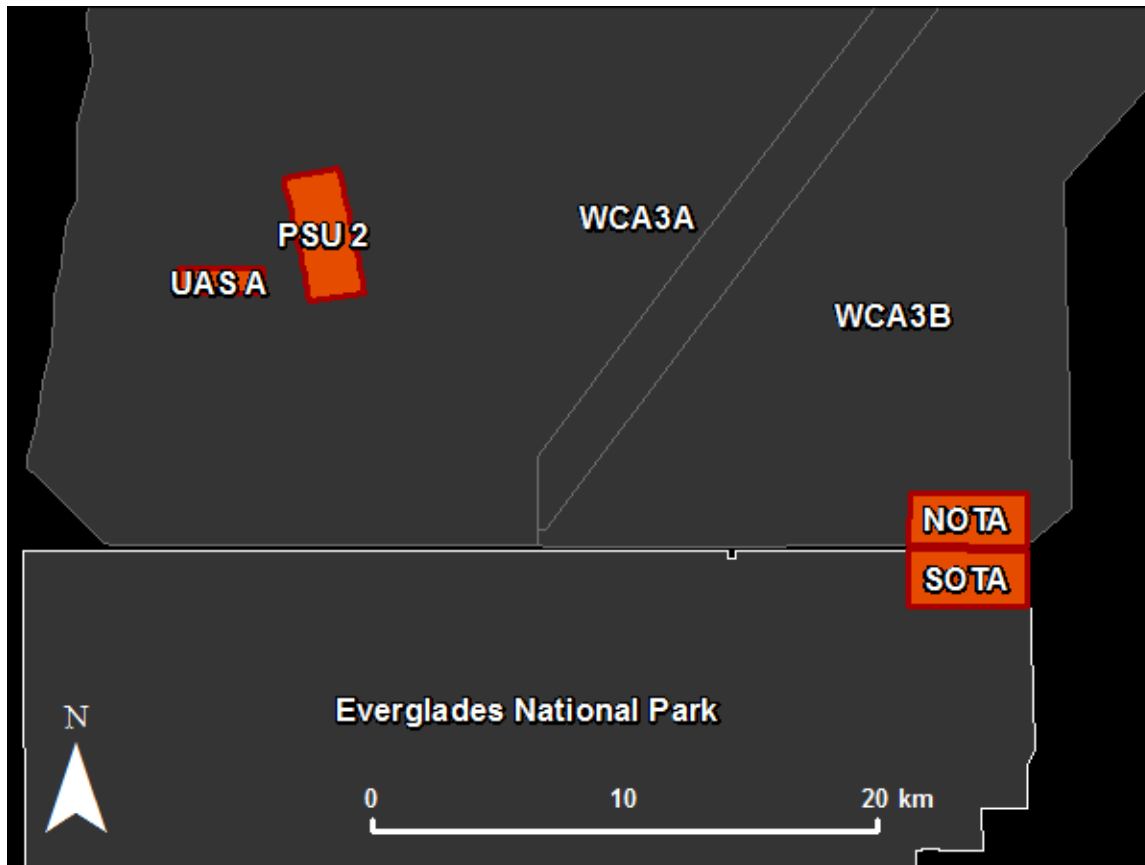 WCA3A
PSU 2
UAS A
WCA3B
NOTA
SOTA
Everglades National Park
N
0 10 20 km